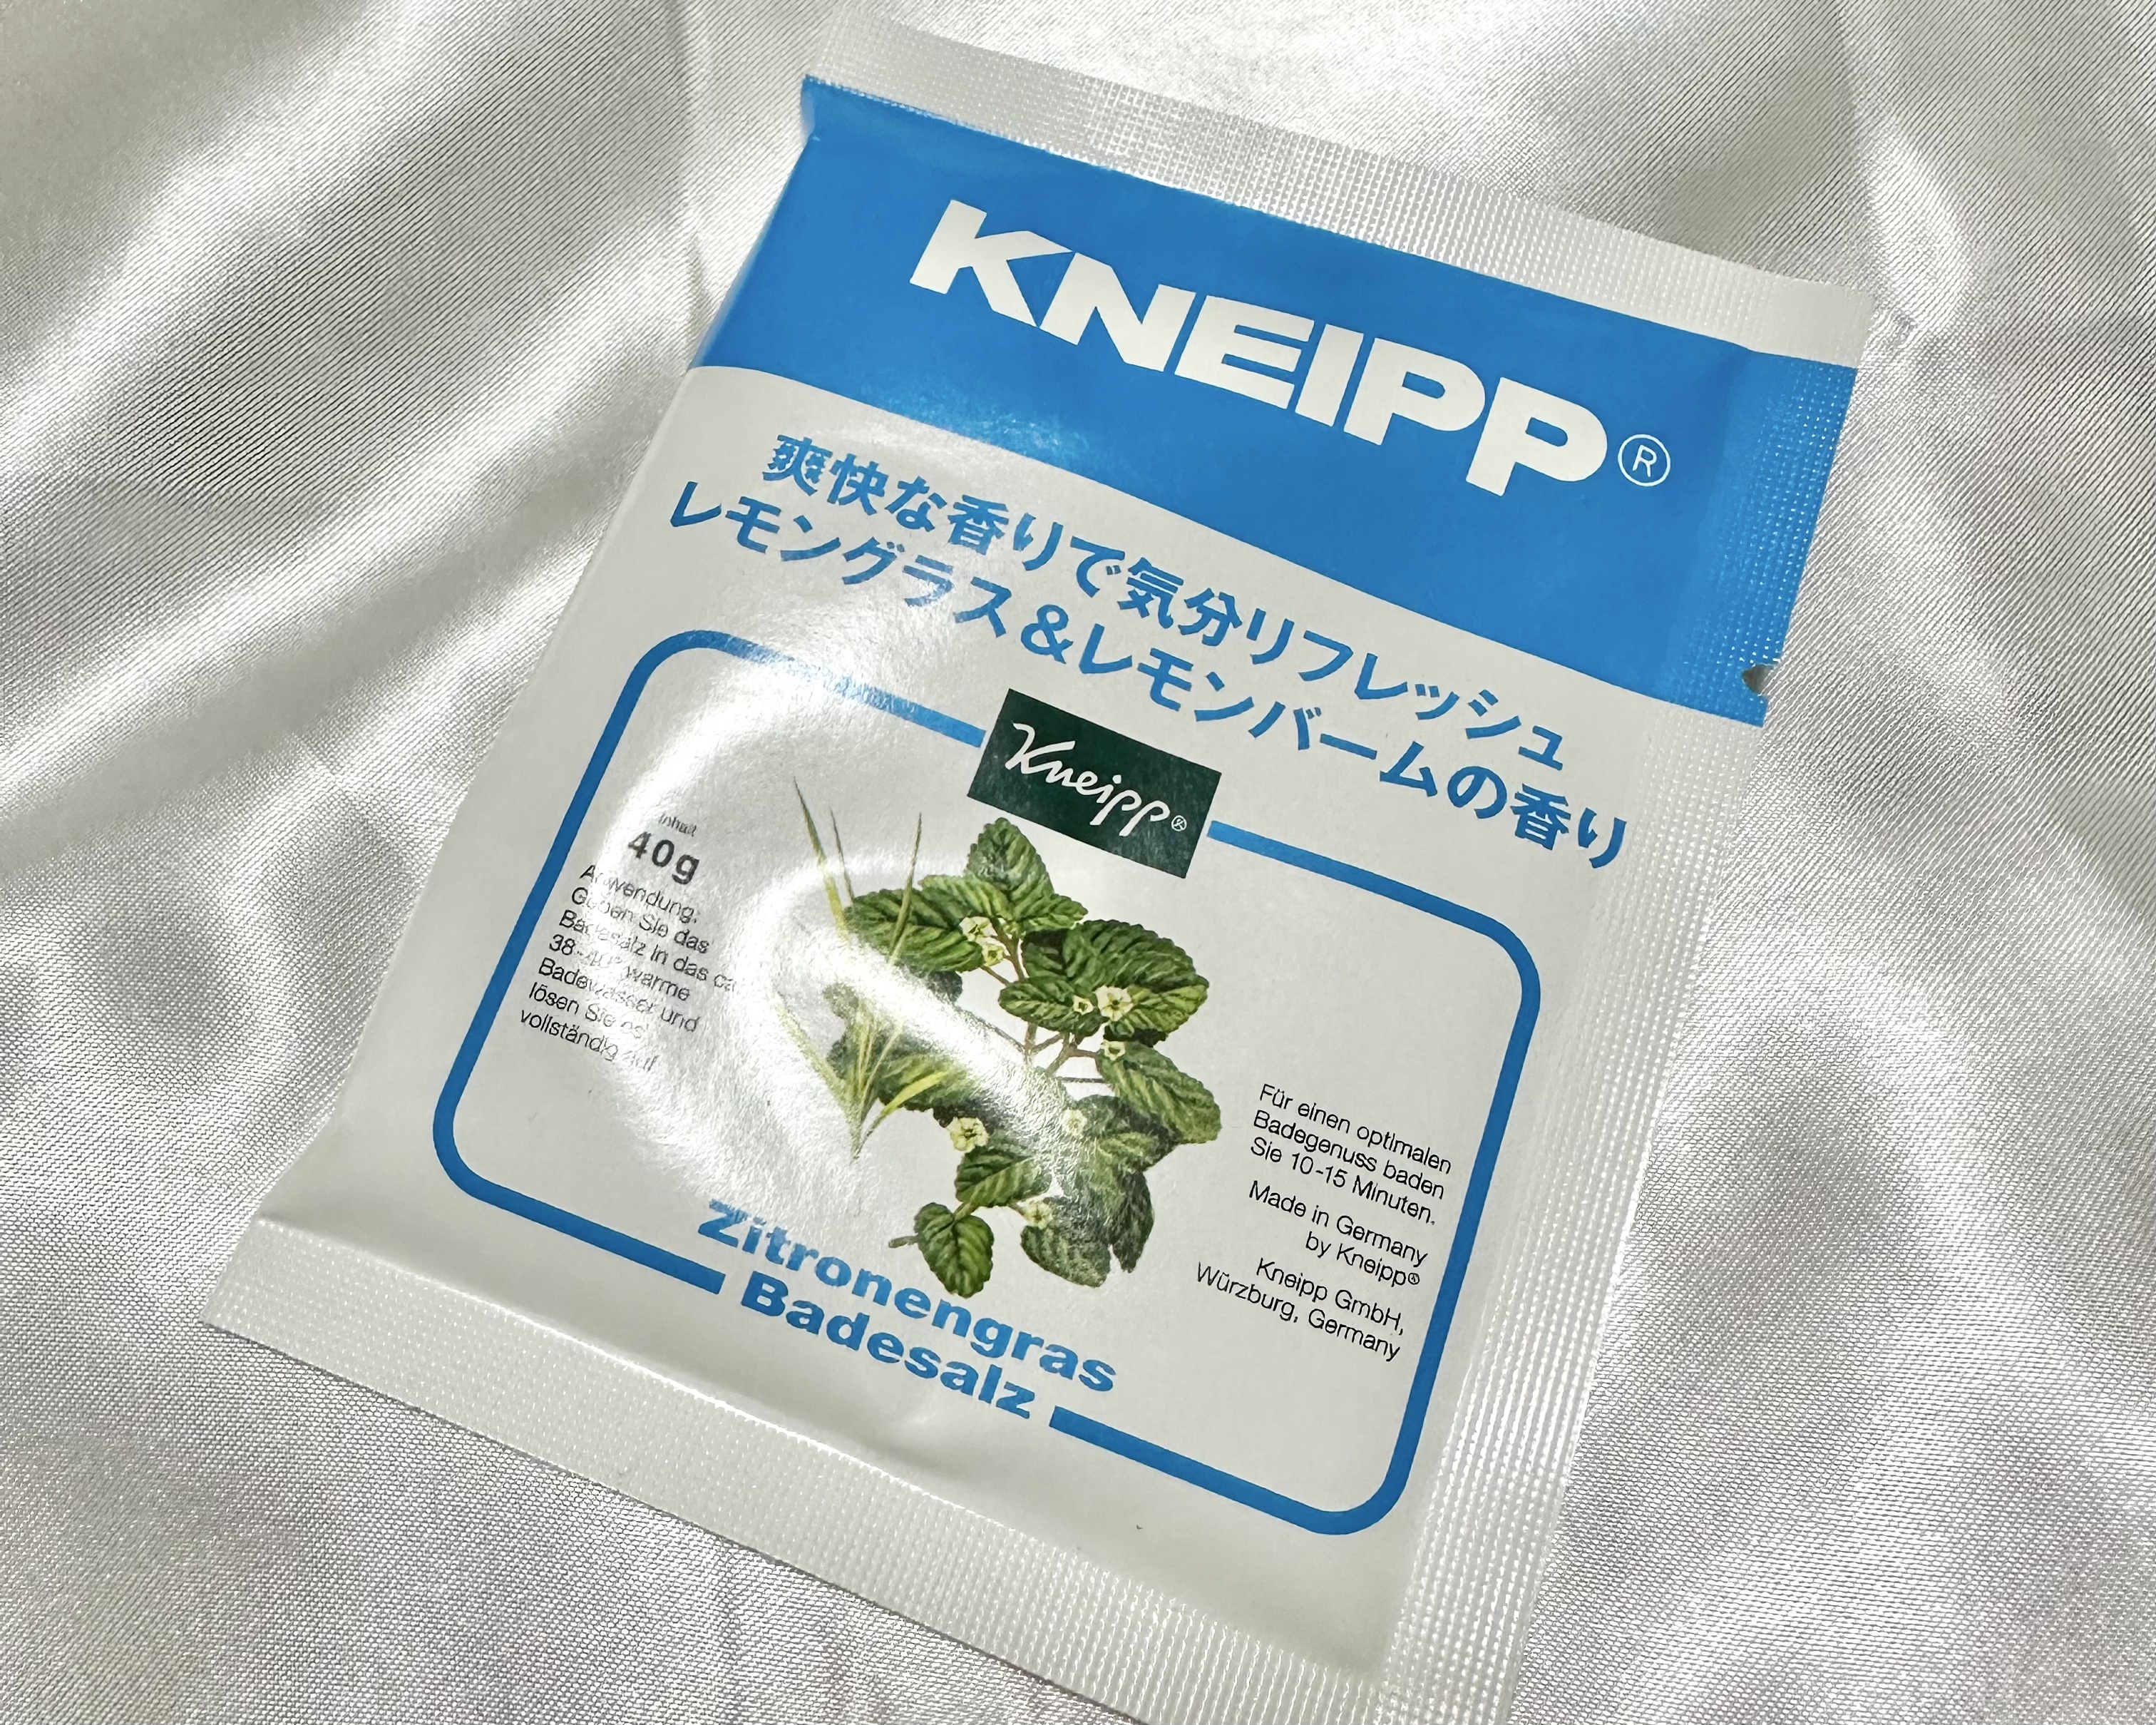 KNEIPP®
爽快な香りで気分リフレッシュ
レモングラス&レモンバームの香り
Kneipp®
Inhalt
40g
Anwendung:
Geben Sie das
Badesalz in das ca.
38-40° warme
Badewasser und
lösen Sie es
vollständig auf
Für einen optimalen
Badegenuss baden
Sie 10-15 Minuten.
Made in Germany
by Kneipp®
Kneipp GmbH,
Würzburg, Germany
Zitronengras
Badesalz